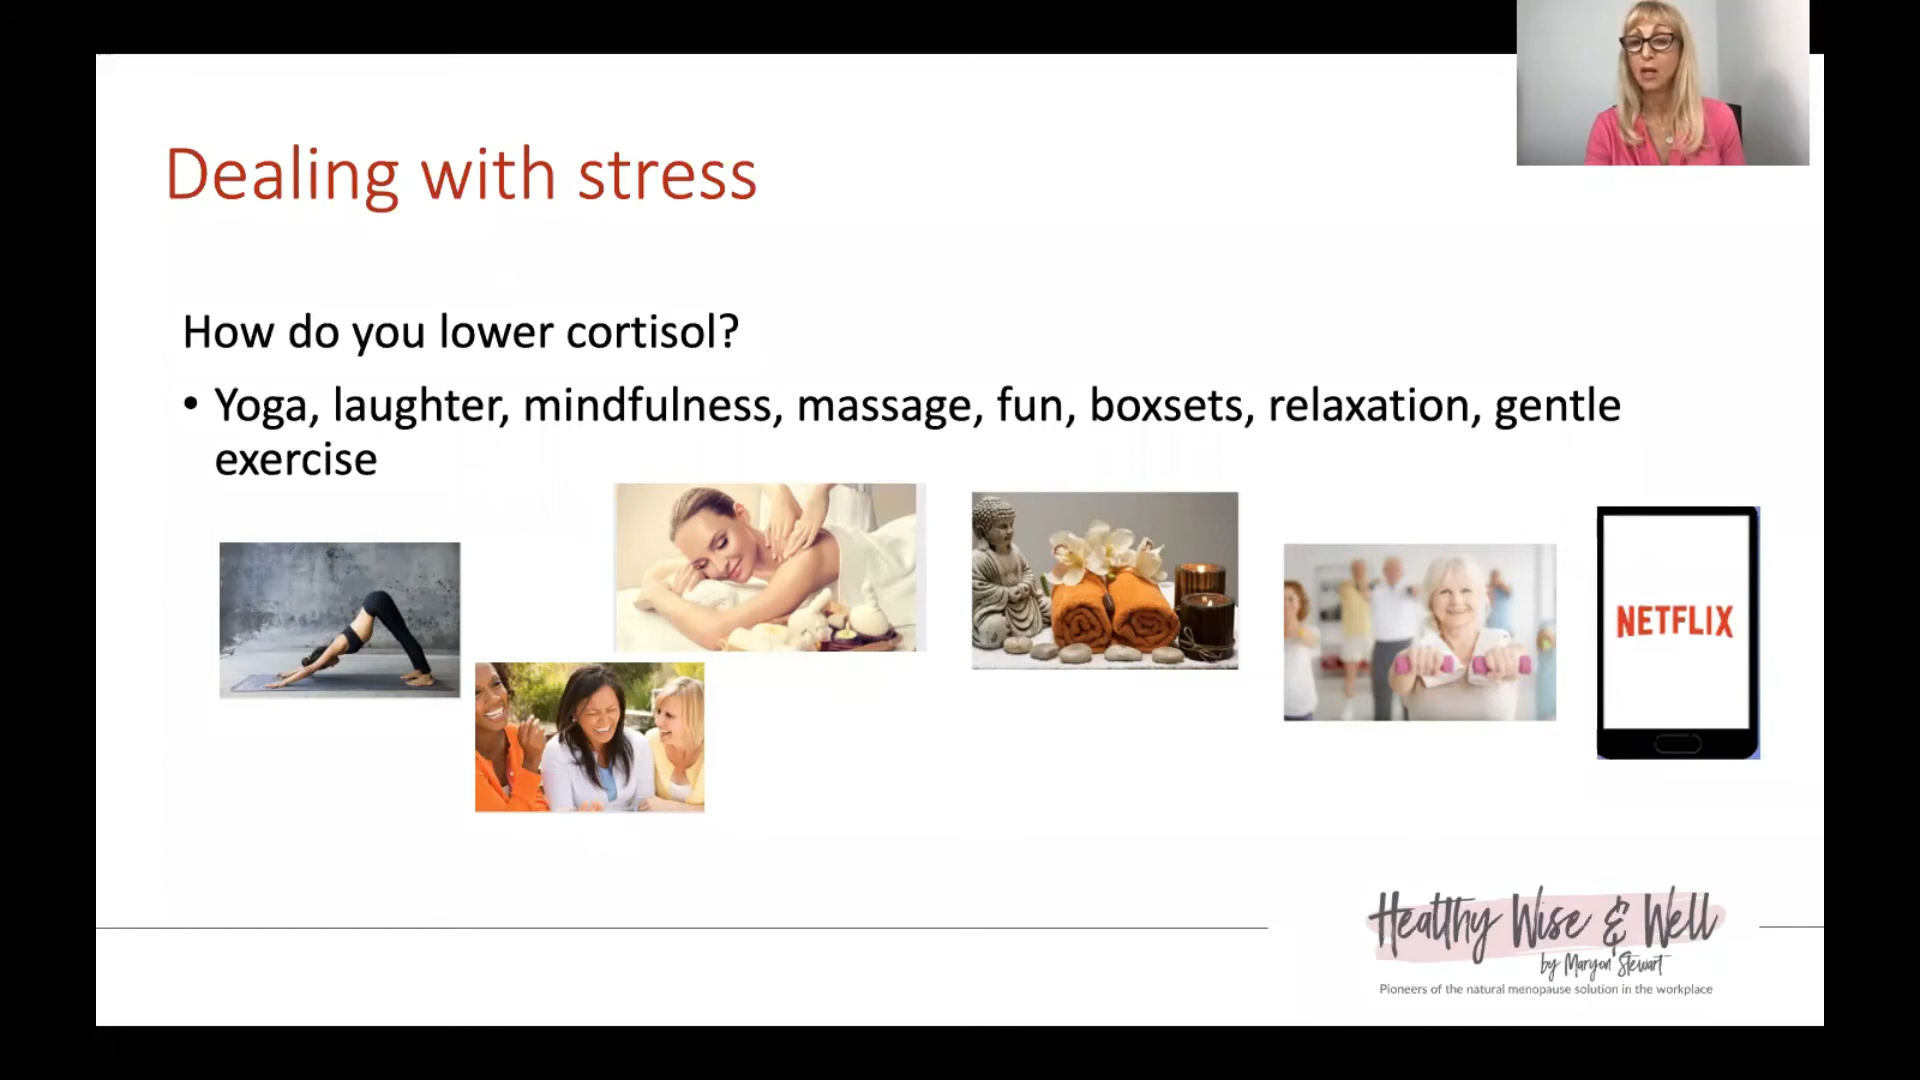 Dealing with stress
How do you lower cortisol?
• Yoga, laughter, mindfulness, massage, fun, boxsets, relaxation, gentle
exercise
NETFLIX
Healthy Wise & Well
by Maryon Stewart
Pioneers of the natural menopause solution in the workplace